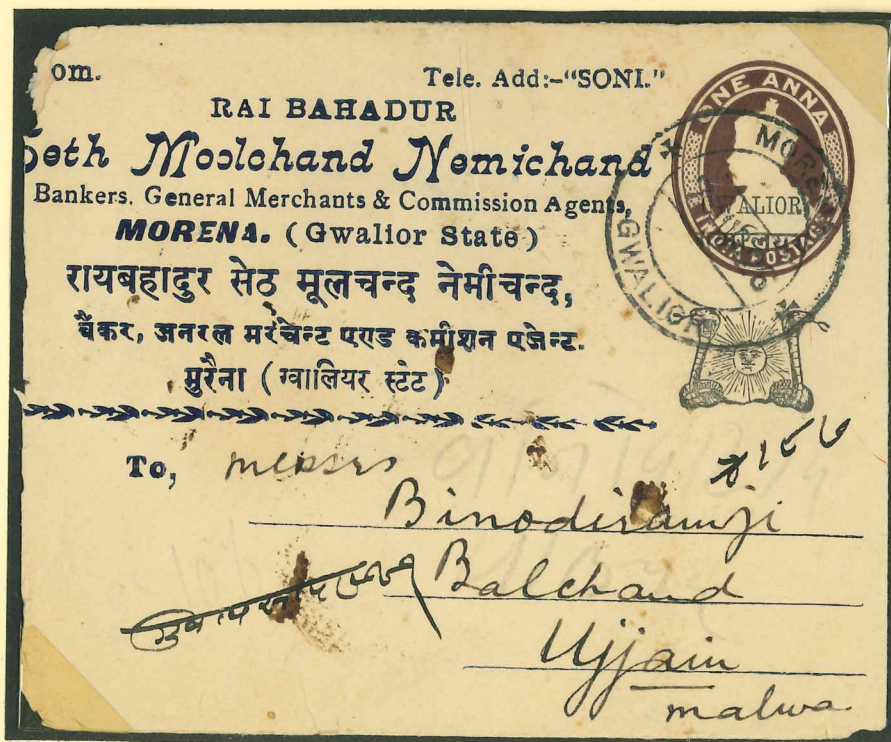 om. Tele. Add:-"SONI."
RAI BAHADUR
Seth Moolchand Nemichand
Bankers. General Merchants & Commission Agents,
MORENA. (Gwalior State)
रायबहादुर सेठ मूलचन्द नेमीचन्द,
बैंकर, जनरल मरचेन्ट एण्ड कमीशन एजेन्ट.
मुरैना (ग्वालियर स्टेट)
ONE ANNA
GWALIOR
INDIA POSTAGE
GWALIOR
To, Messrs
Binodiramji
Balchand
Ujjain
malwa